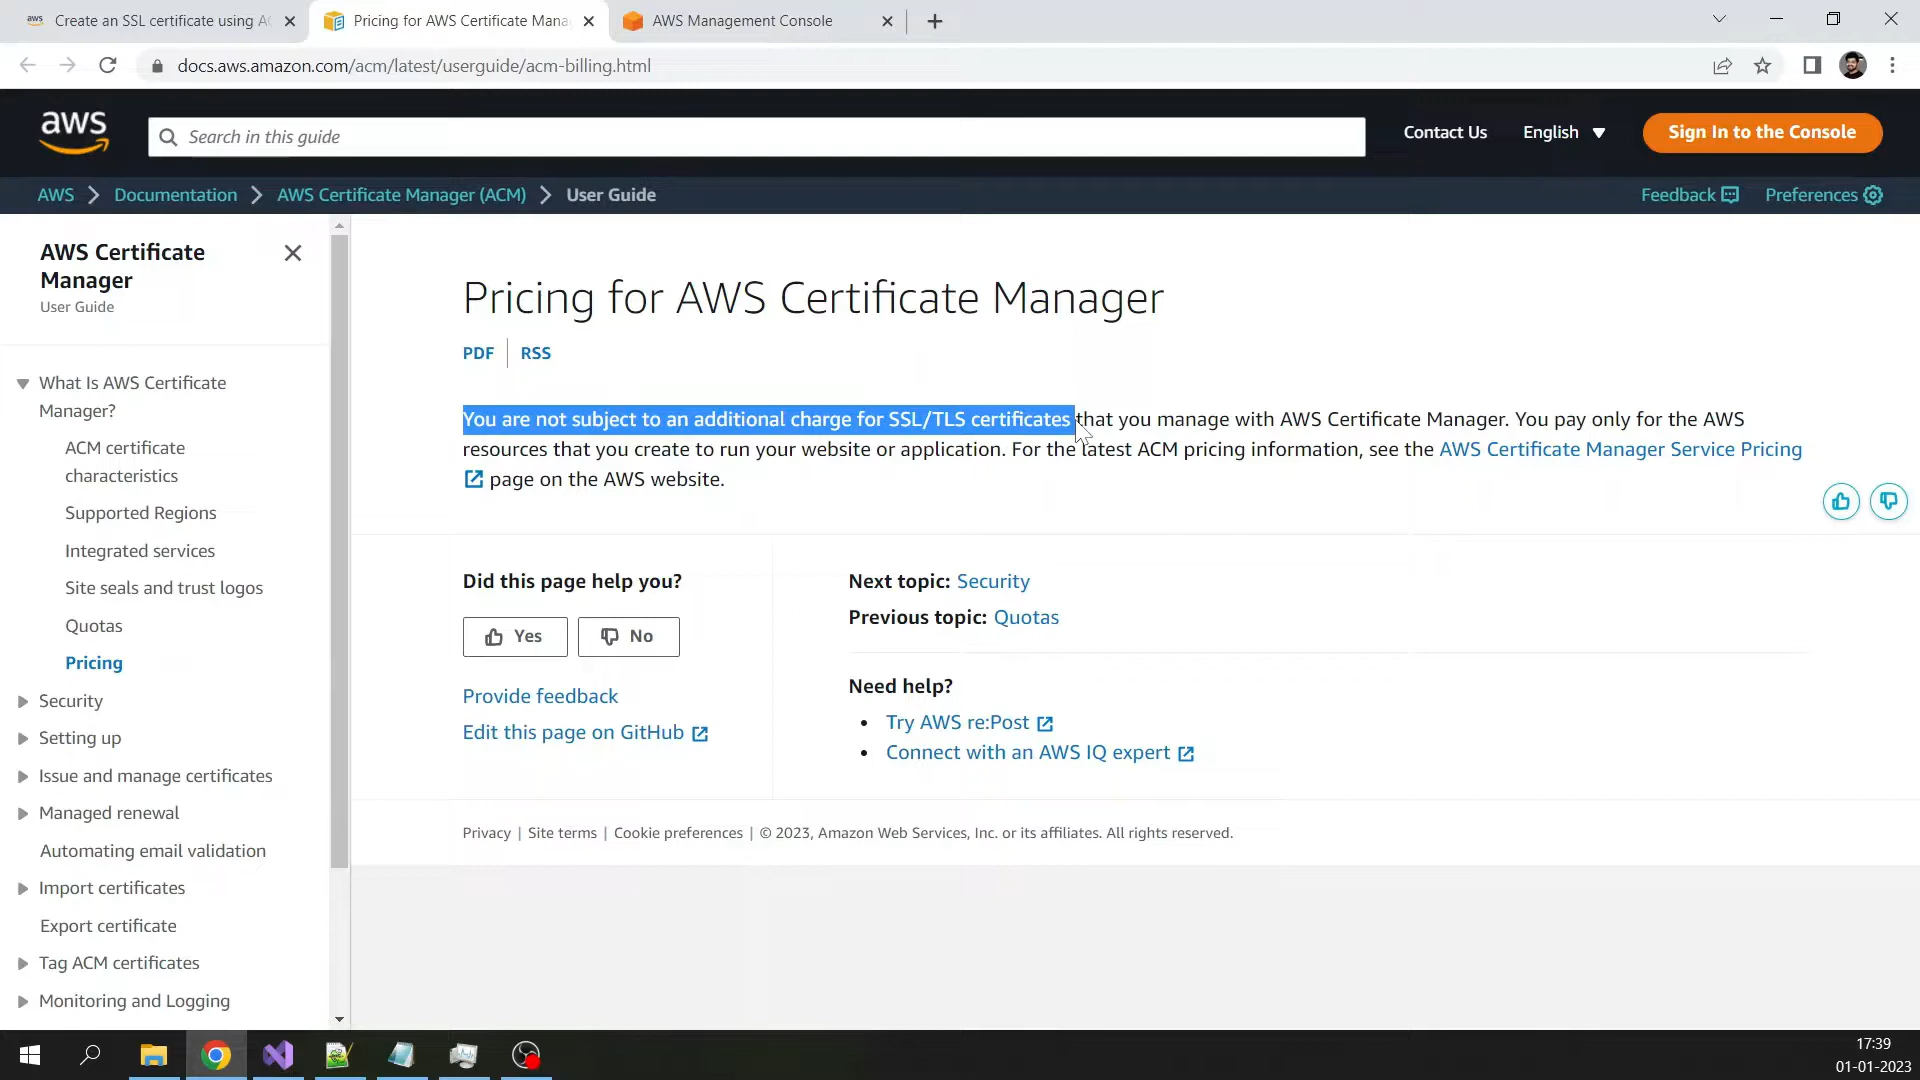 aws Create an SSL certificate using A
Pricing for AWS Certificate Mana
AWS Management Console
docs.aws.amazon.com/acm/latest/userguide/acm-billing.html
aws
Search in this guide
Contact Us
English
Sign In to the Console
AWS
Documentation
AWS Certificate Manager (ACM)
User Guide
Feedback
Preferences
AWS Certificate
Manager
User Guide
What Is AWS Certificate
Manager?
ACM certificate
characteristics
Supported Regions
Integrated services
Site seals and trust logos
Quotas
Pricing
Security
Setting up
Issue and manage certificates
Managed renewal
Automating email validation
Import certificates
Export certificate
Tag ACM certificates
Monitoring and Logging
Pricing for AWS Certificate Manager
PDF
RSS
You are not subject to an additional charge for SSL/TLS certificates that you manage with AWS Certificate Manager. You pay only for the AWS
resources that you create to run your website or application. For the latest ACM pricing information, see the AWS Certificate Manager Service Pricing
page on the AWS website.
Did this page help you?
Yes
No
Provide feedback
Edit this page on GitHub
Next topic: Security
Previous topic: Quotas
Need help?
• Try AWS re:Post
• Connect with an AWS IQ expert
Privacy | Site terms | Cookie preferences | © 2023, Amazon Web Services, Inc. or its affiliates. All rights reserved.
17:39
01-01-2023